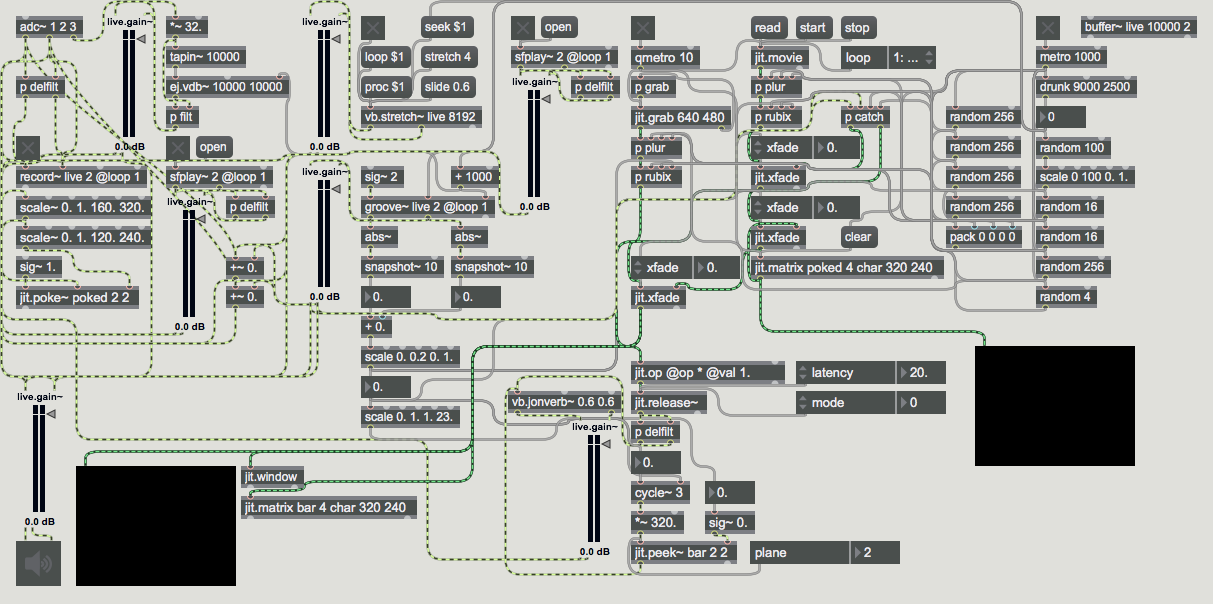 adc~ 1 2 3
live.gain~
*~ 32.
live.gain~
seek $1
open
read
start
stop
buffer~ live 10000 2
tapin~ 10000
loop $1
stretch 4
sfplay~ 2 @loop 1
qmetro 10
jit.movie
loop
1: ...
metro 1000
p delfilt
ej.vdb~ 10000 10000
proc $1
slide 0.6
live.gain~
p delfilt
p grab
p plur
drunk 9000 2500
p filt
vb.stretch~ live 8192
jit.grab 640 480
p rubix
p catch
random 256
0
0.0 dB
open
0.0 dB
p plur
xfade
0.
random 256
random 100
record~ live 2 @loop 1
sfplay~ 2 @loop 1
live.gain~
sig~ 2
+ 1000
p rubix
jit.xfade
random 256
scale 0 100 0. 1.
scale~ 0. 1. 160. 320.
live.gain~
p delfilt
groove~ live 2 @loop 1
0.0 dB
xfade
0.
random 256
random 16
scale~ 0. 1. 120. 240.
abs~
abs~
jit.xfade
clear
pack 0 0 0 0
random 16
sig~ 1.
+~ 0.
snapshot~ 10
snapshot~ 10
xfade
0.
jit.matrix poked 4 char 320 240
random 256
jit.poke~ poked 2 2
+~ 0.
0.0 dB
0.
0.
jit.xfade
random 4
0.0 dB
+ 0.
scale 0. 0.2 0. 1.
jit.op @op * @val 1.
latency
20.
0.
live.gain~
vb.jonverb~ 0.6 0.6
jit.release~
mode
0
scale 0. 1. 1. 23.
live.gain~
p delfilt
0.
jit.window
cycle~ 3
0.
jit.matrix bar 4 char 320 240
0.0 dB
*~ 320.
sig~ 0.
0.0 dB
jit.peek~ bar 2 2
plane
2